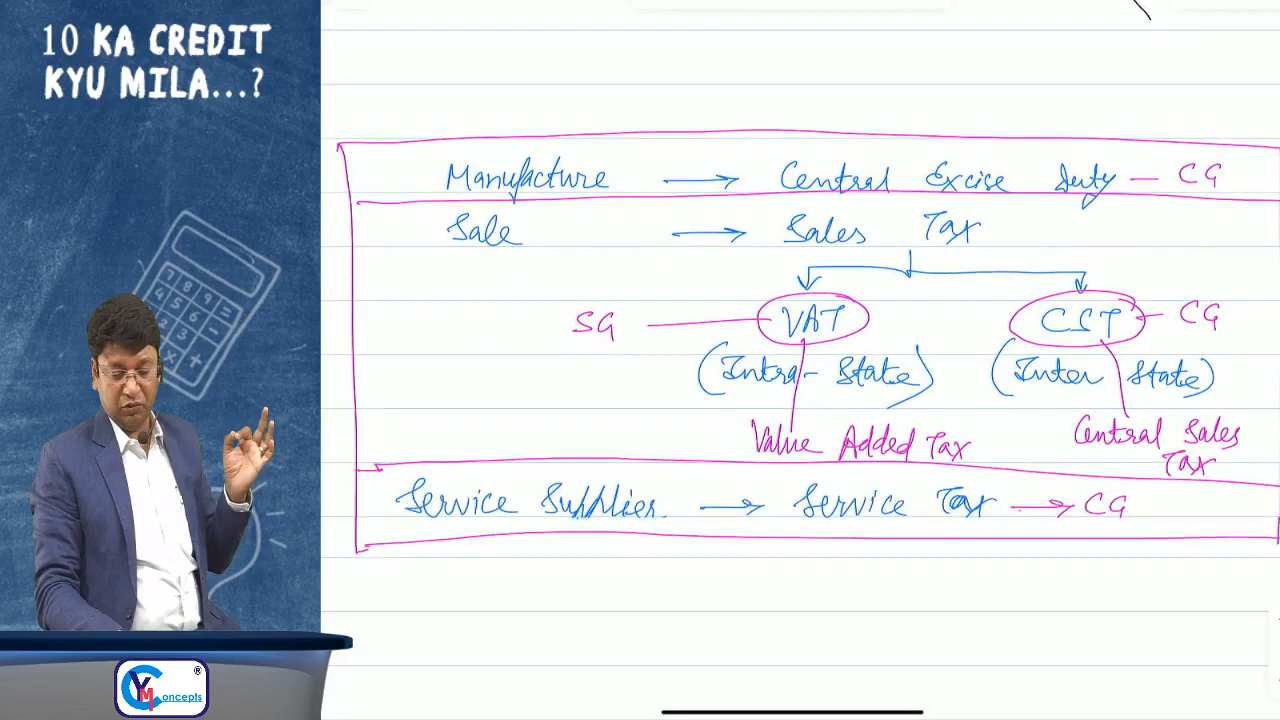 10 KA CREDIT
KYU MILA...?
Manufacture → Central Excise Duty — CG
Sale → Sales Tax
SG — VAT CST — CG
(Intra-State) (Inter State)
Value Added Tax Central Sales
Tax
Service Supplier → Service Tax → CG
YM Concepts ®